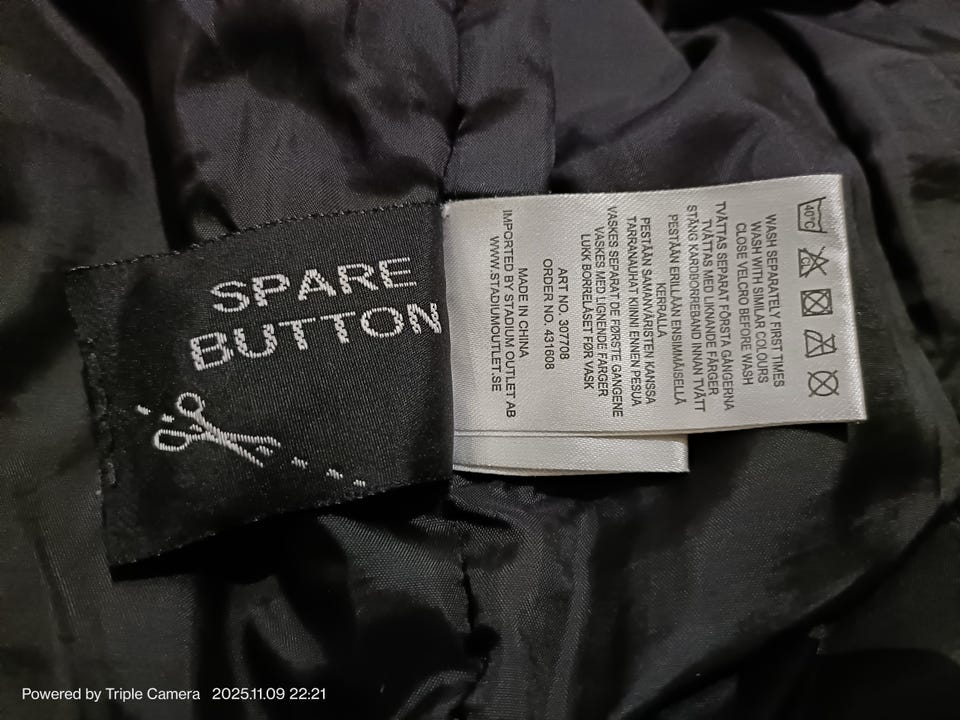 SPARE
BUTTON
40°C
WASH SEPARATELY FIRST TIMES
WASH WITH SIMILAR COLOURS
CLOSE VELCRO BEFORE WASH
TVÄTTAS SEPARAT FÖRSTA GÅNGERNA
TVÄTTAS MED LIKNANDE FÄRGER
STÄNG KARDBORREBAND INNAN TVÄTT
PESTÄÄN ERILLÄÄN ENSIMMÄISELLÄ
KERRALLA
PESTÄÄN SAMANVÄRISTEN KANSSA
TARRANAUHAT KIINNI ENNEN PESUA
VASKES SEPARAT DE FØRSTE GANGENE
VASKES MED LIGNENDE FARGER
LUKK BORRELÅSET FØR VASK
ART NO. 307708
ORDER NO. 431608
MADE IN CHINA
IMPORTED BY STADIUM OUTLET AB
WWW.STADIUMOUTLET.SE
Powered by Triple Camera 2025.11.09 22:21